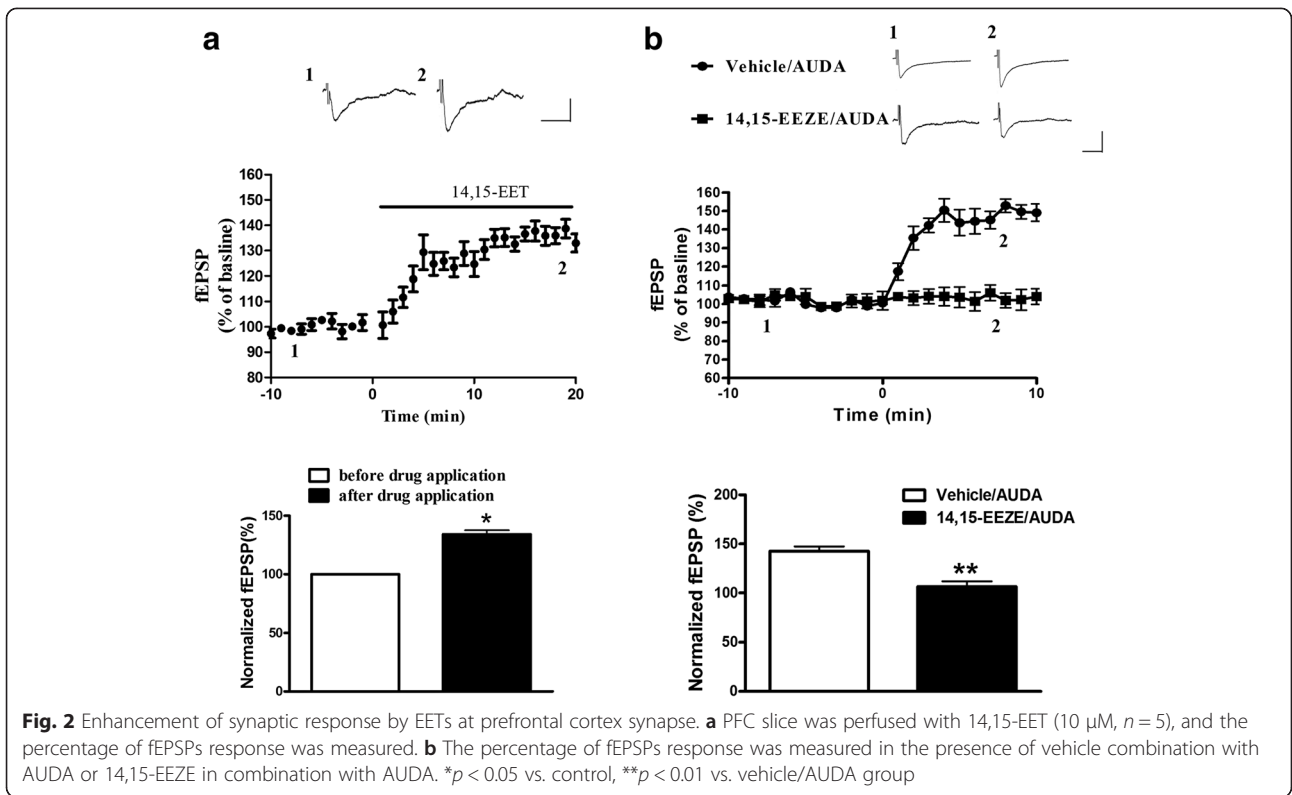 a
1
2
14,15-EET
160
150
140
130
120
110
100
90
80
fEPSP
(% of basline)
1
2
-10
0
10
20
Time (min)
before drug application
after drug application
150
100
50
0
Normalized fEPSP(%)
*
b
1
2
Vehicle/AUDA
14,15-EEZE/AUDA
160
150
140
130
120
110
100
90
80
70
60
fEPSP
(% of basline)
1
2
2
-10
0
10
Time (min)
Vehicle/AUDA
14,15-EEZE/AUDA
200
150
100
50
0
Normalized fEPSP (%)
**
Fig. 2 Enhancement of synaptic response by EETs at prefrontal cortex synapse. a PFC slice was perfused with 14,15-EET (10 μM, n = 5), and the
percentage of fEPSPs response was measured. b The percentage of fEPSPs response was measured in the presence of vehicle combination with
AUDA or 14,15-EEZE in combination with AUDA. *p < 0.05 vs. control, **p < 0.01 vs. vehicle/AUDA group